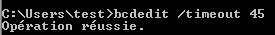 C:\Users\test>bcdedit /timeout 45
Opération réussie.